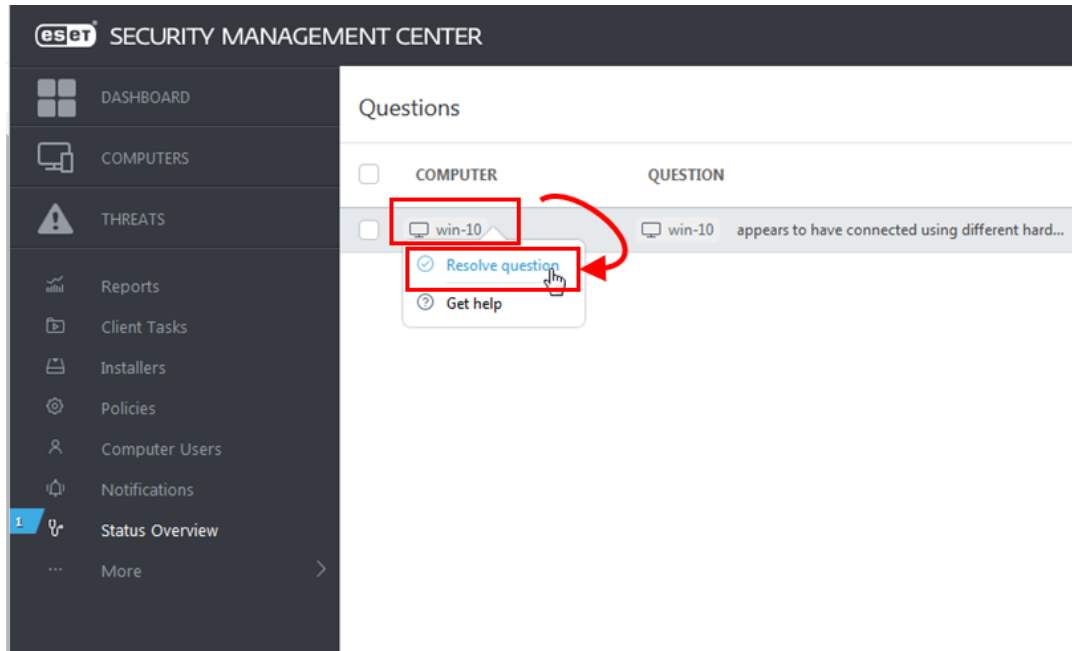 eset SECURITY MANAGEMENT CENTER
DASHBOARD
COMPUTERS
THREATS
Reports
Client Tasks
Installers
Policies
Computer Users
Notifications
1 Status Overview
... More
Questions
COMPUTER QUESTION
win-10 win-10 appears to have connected using different hard...
Resolve question
Get help